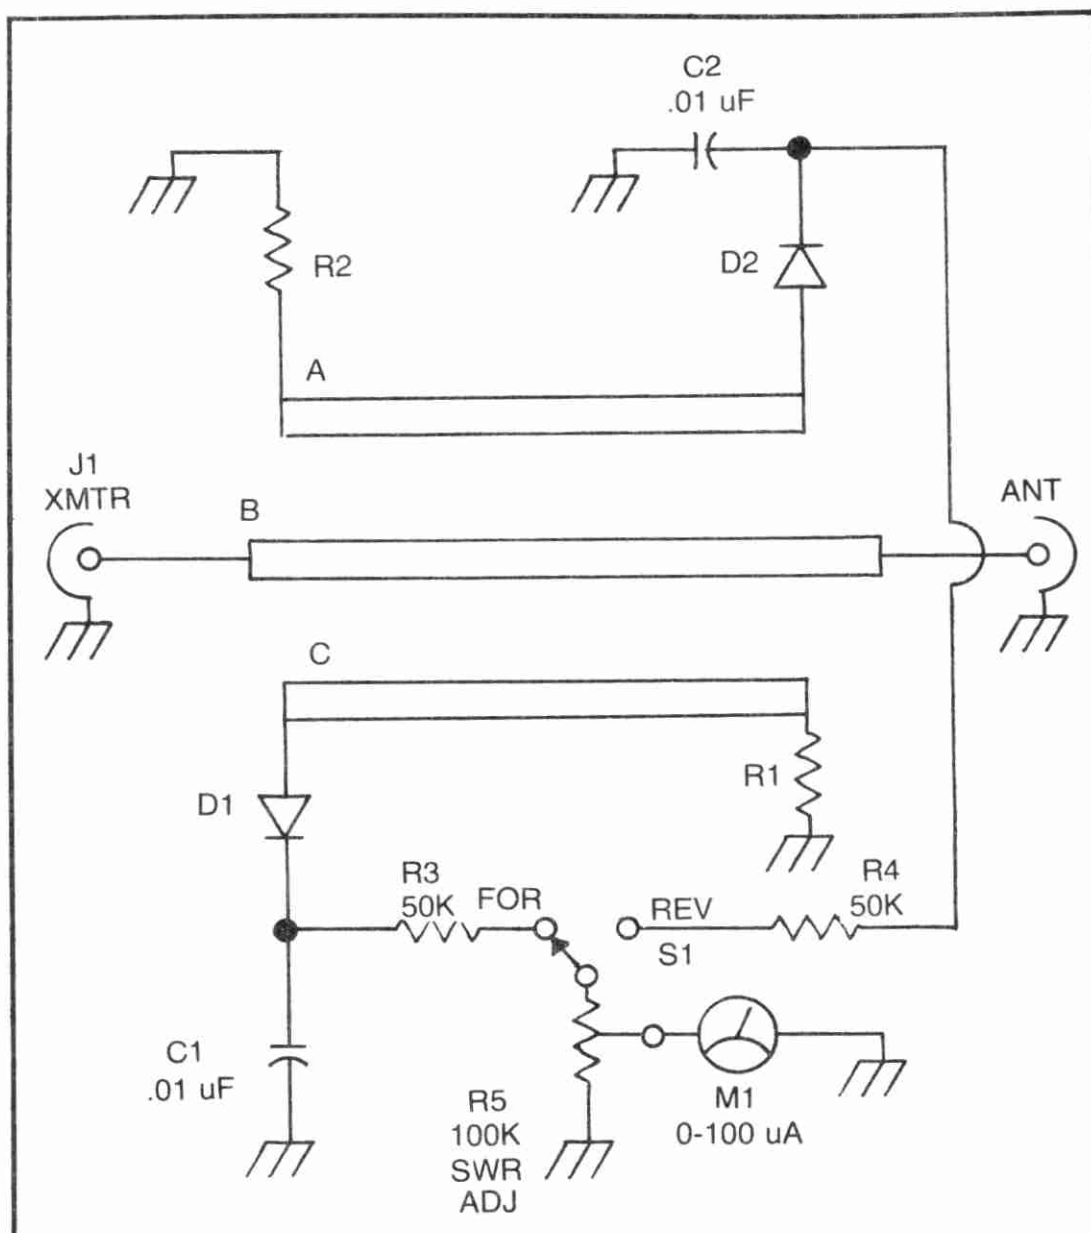 C2
.01 uF
R2
D2
A
J1
XMTR
B
ANT
C
R1
D1
R3
50K
FOR
REV
S1
R4
50K
C1
.01 uF
R5
100K
SWR
ADJ
M1
0-100 uA